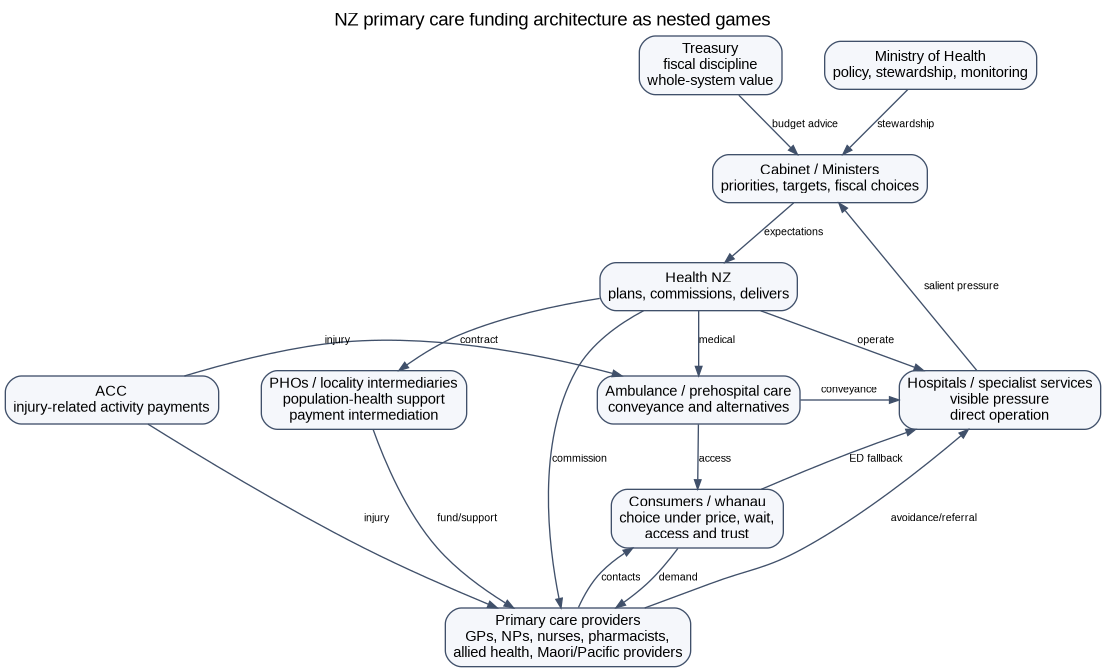 NZ primary care funding architecture as nested games
Treasury
fiscal discipline
whole-system value
Ministry of Health
policy, stewardship, monitoring
budget advice
stewardship
Cabinet / Ministers
priorities, targets, fiscal choices
expectations
salient pressure
Health NZ
plans, commissions, delivers
injury
contract
medical
operate
ACC
injury-related activity payments
PHOs / locality intermediaries
population-health support
payment intermediation
Ambulance / prehospital care
conveyance and alternatives
conveyance
Hospitals / specialist services
visible pressure
direct operation
commission
access
ED fallback
Consumers / whanau
choice under price, wait,
access and trust
injury
fund/support
avoidance/referral
contacts
demand
Primary care providers
GPs, NPs, nurses, pharmacists,
allied health, Maori/Pacific providers